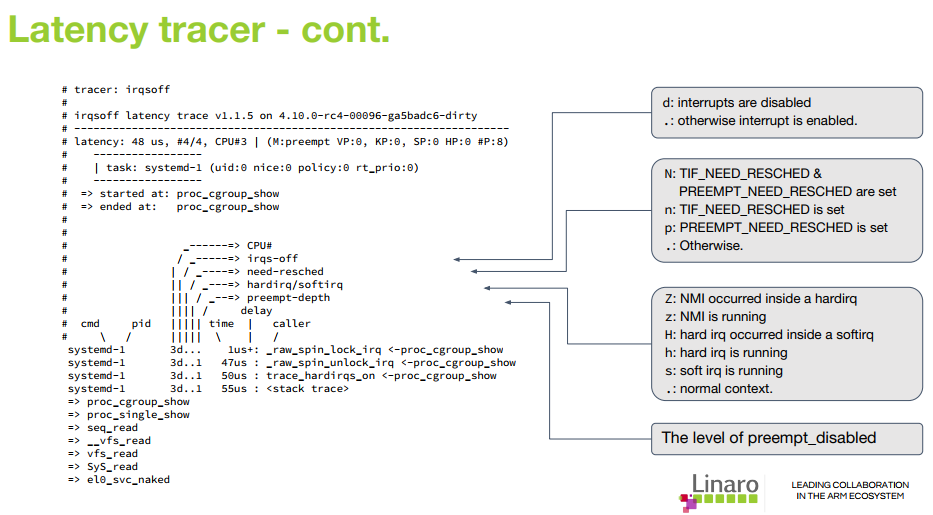 Latency tracer - cont.
# tracer: irqsoff
#
# irqsoff latency trace v1.1.5 on 4.10.0-rc4-00096-ga5badc6-dirty
# --------------------------------------------------------------------
# latency: 48 us, #4/4, CPU#3 | (M:preempt VP:0, KP:0, SP:0 HP:0 #P:8)
#    -----------------
#    | task: systemd-1 (uid:0 nice:0 policy:0 rt_prio:0)
#    -----------------
#  => started at: proc_cgroup_show
#  => ended at:   proc_cgroup_show
#
#
#                  _------=> CPU#
#                 / _-----=> irqs-off
#                | / _----=> need-resched
#                || / _---=> hardirq/softirq
#                ||| / _--=> preempt-depth
#                |||| /     delay
#  cmd     pid   ||||| time  |   caller
#     \   /      |||||  \    |   /
systemd-1       3d...    1us+: _raw_spin_lock_irq <-proc_cgroup_show
systemd-1       3d..1   47us : _raw_spin_unlock_irq <-proc_cgroup_show
systemd-1       3d..1   50us : trace_hardirqs_on <-proc_cgroup_show
systemd-1       3d..1   55us : <stack trace>
=> proc_cgroup_show
=> proc_single_show
=> seq_read
=> __vfs_read
=> vfs_read
=> SyS_read
=> el0_svc_naked
d: interrupts are disabled
.: otherwise interrupt is enabled.
N: TIF_NEED_RESCHED &
PREEMPT_NEED_RESCHED are set
n: TIF_NEED_RESCHED is set
p: PREEMPT_NEED_RESCHED is set
.: Otherwise.
Z: NMI occurred inside a hardirq
z: NMI is running
H: hard irq occurred inside a softirq
h: hard irq is running
s: soft irq is running
.: normal context.
The level of preempt_disabled
Linaro
LEADING COLLABORATION
IN THE ARM ECOSYSTEM